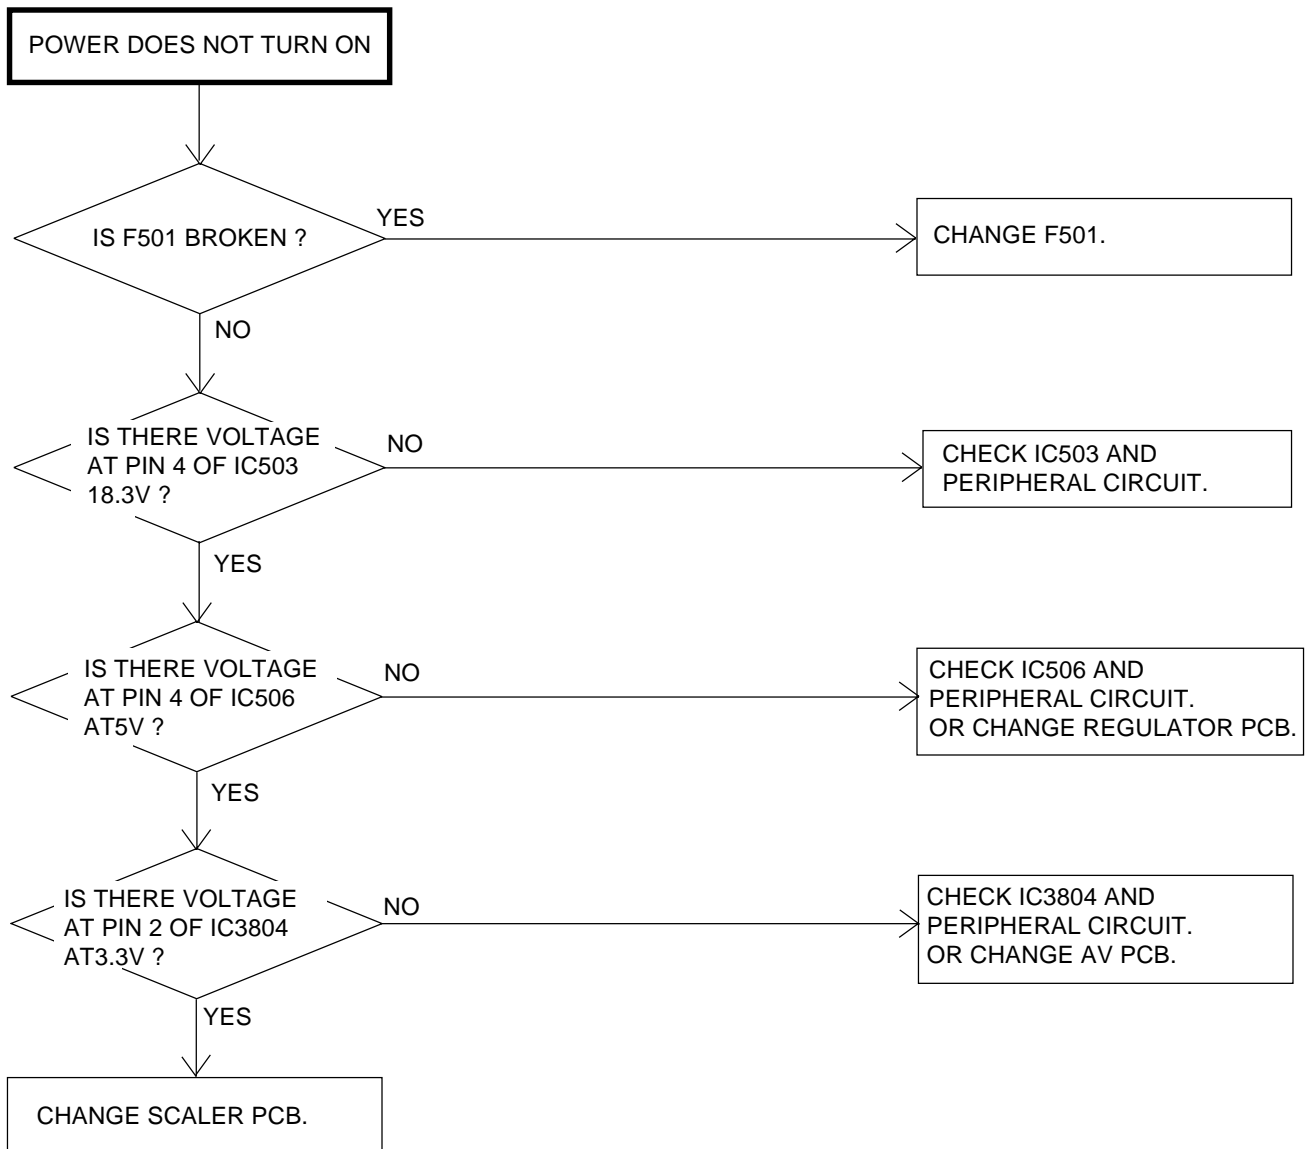 POWER DOES NOT TURN ON
IS F501 BROKEN ?
YES
CHANGE F501.
NO
IS THERE VOLTAGE
AT PIN 4 OF IC503
18.3V ?
NO
CHECK IC503 AND
PERIPHERAL CIRCUIT.
YES
IS THERE VOLTAGE
AT PIN 4 OF IC506
AT5V ?
NO
CHECK IC506 AND
PERIPHERAL CIRCUIT.
OR CHANGE REGULATOR PCB.
YES
IS THERE VOLTAGE
AT PIN 2 OF IC3804
AT3.3V ?
NO
CHECK IC3804 AND
PERIPHERAL CIRCUIT.
OR CHANGE AV PCB.
YES
CHANGE SCALER PCB.